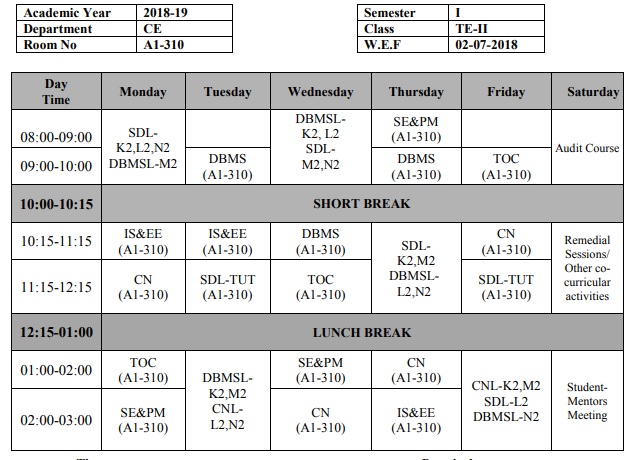 Academic Year 2018-19
Department CE
Room No A1-310
Semester I
Class TE-II
W.E.F 02-07-2018
Day
Time
Monday
Tuesday
Wednesday
Thursday
Friday
Saturday
08:00-09:00
09:00-10:00
SDL-
K2,L2,N2
DBMSL-M2
DBMS
(A1-310)
DBMSL-
K2, L2
SDL-
M2,N2
SE&PM
(A1-310)
DBMS
(A1-310)
TOC
(A1-310)
Audit Course
10:00-10:15 SHORT BREAK
10:15-11:15
11:15-12:15
IS&EE
(A1-310)
CN
(A1-310)
IS&EE
(A1-310)
SDL-TUT
(A1-310)
DBMS
(A1-310)
TOC
(A1-310)
SDL-
K2,M2
DBMSL-
L2,N2
CN
(A1-310)
SDL-TUT
(A1-310)
Remedial
Sessions/
Other co-
curricular
activities
12:15-01:00 LUNCH BREAK
01:00-02:00
02:00-03:00
TOC
(A1-310)
SE&PM
(A1-310)
DBMSL-
K2,M2
CNL-
L2,N2
SE&PM
(A1-310)
CN
(A1-310)
CN
(A1-310)
IS&EE
(A1-310)
CNL-K2,M2
SDL-L2
DBMSL-N2
Student-
Mentors
Meeting